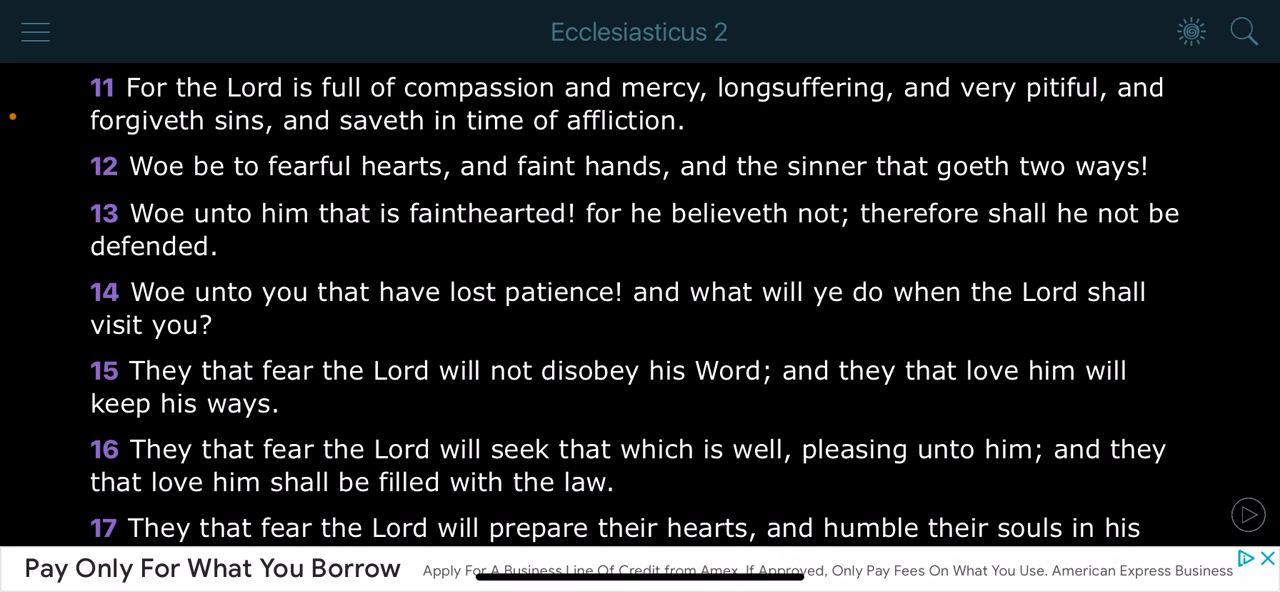 Ecclesiasticus 2
11 For the Lord is full of compassion and mercy, longsuffering, and very pitiful, and
forgiveth sins, and saveth in time of affliction.
12 Woe be to fearful hearts, and faint hands, and the sinner that goeth two ways!
13 Woe unto him that is fainthearted! for he believeth not; therefore shall he not be
defended.
14 Woe unto you that have lost patience! and what will ye do when the Lord shall
visit you?
15 They that fear the Lord will not disobey his Word; and they that love him will
keep his ways.
16 They that fear the Lord will seek that which is well, pleasing unto him; and they
that love him shall be filled with the law.
17 They that fear the Lord will prepare their hearts, and humble their souls in his
Pay Only For What You Borrow
Apply For A Business Line Of Credit from Amex. If Approved, Only Pay Fees On What You Use. American Express Business